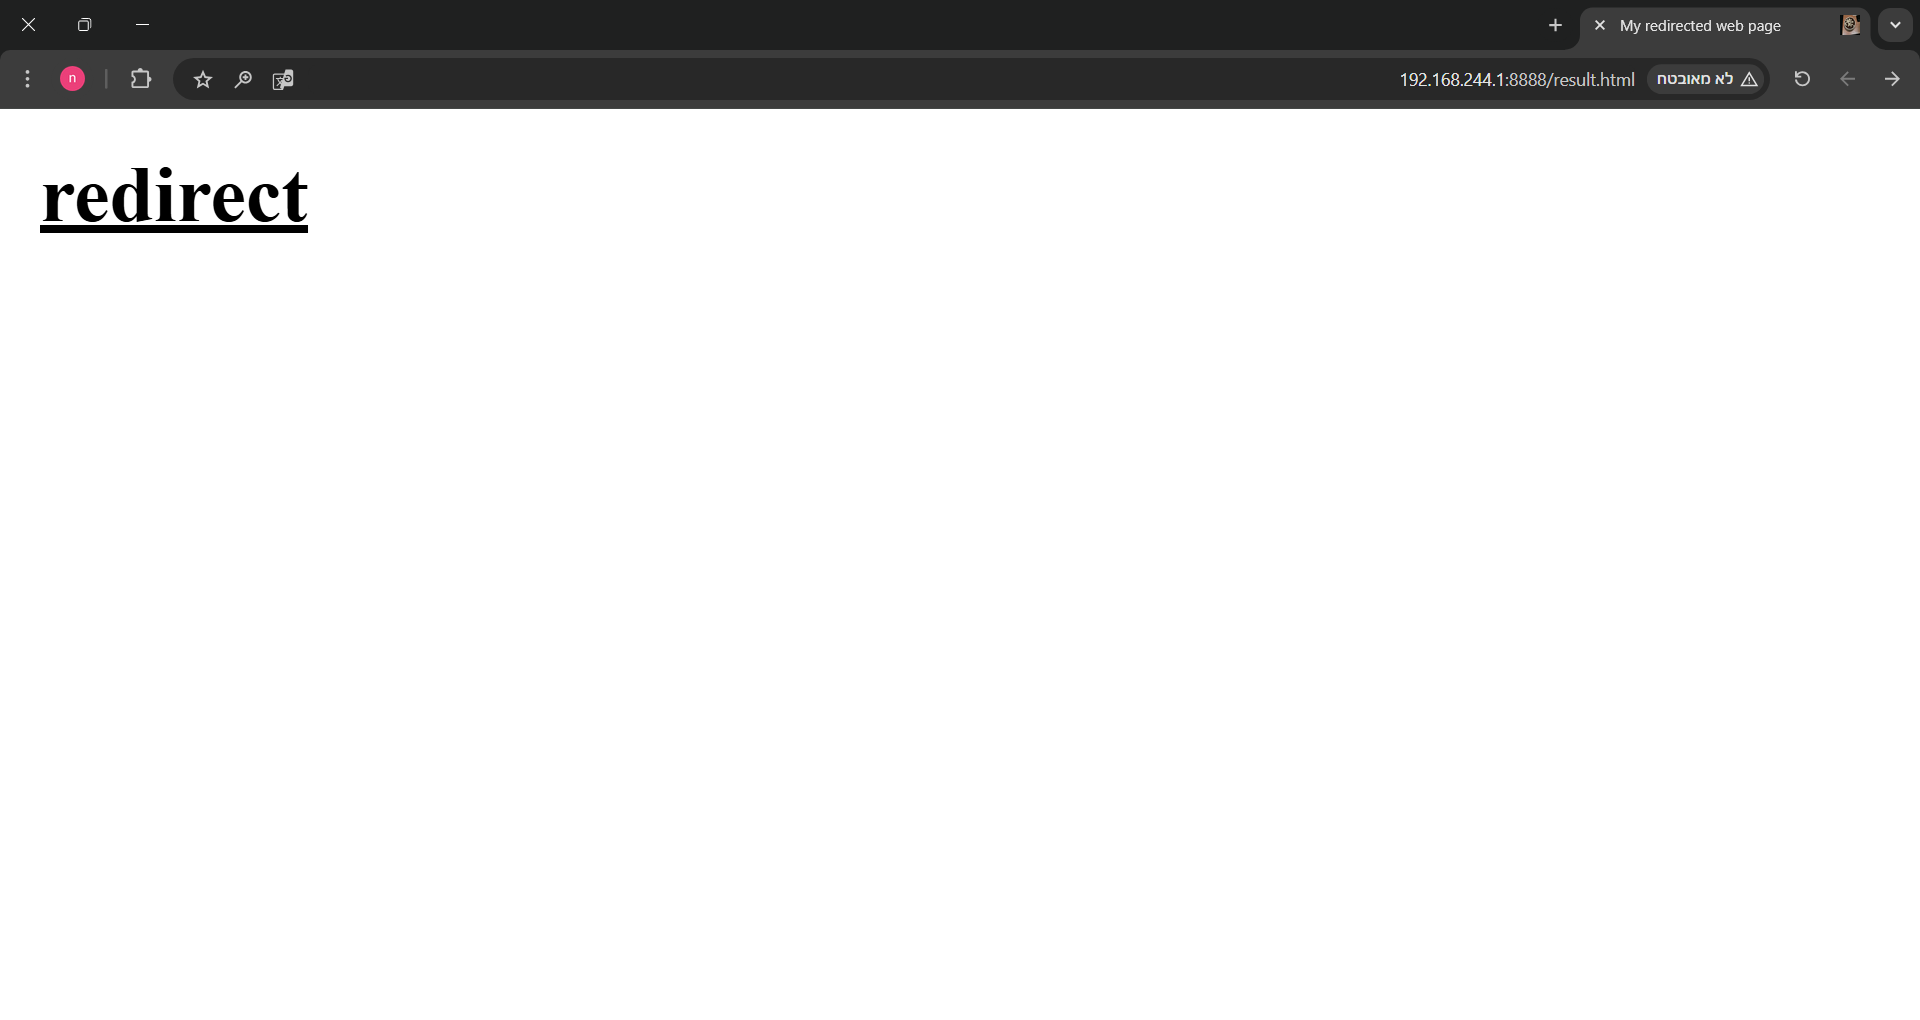 My redirected web page
n
192.168.244.1:8888/result.html
לא מאובטח
redirect